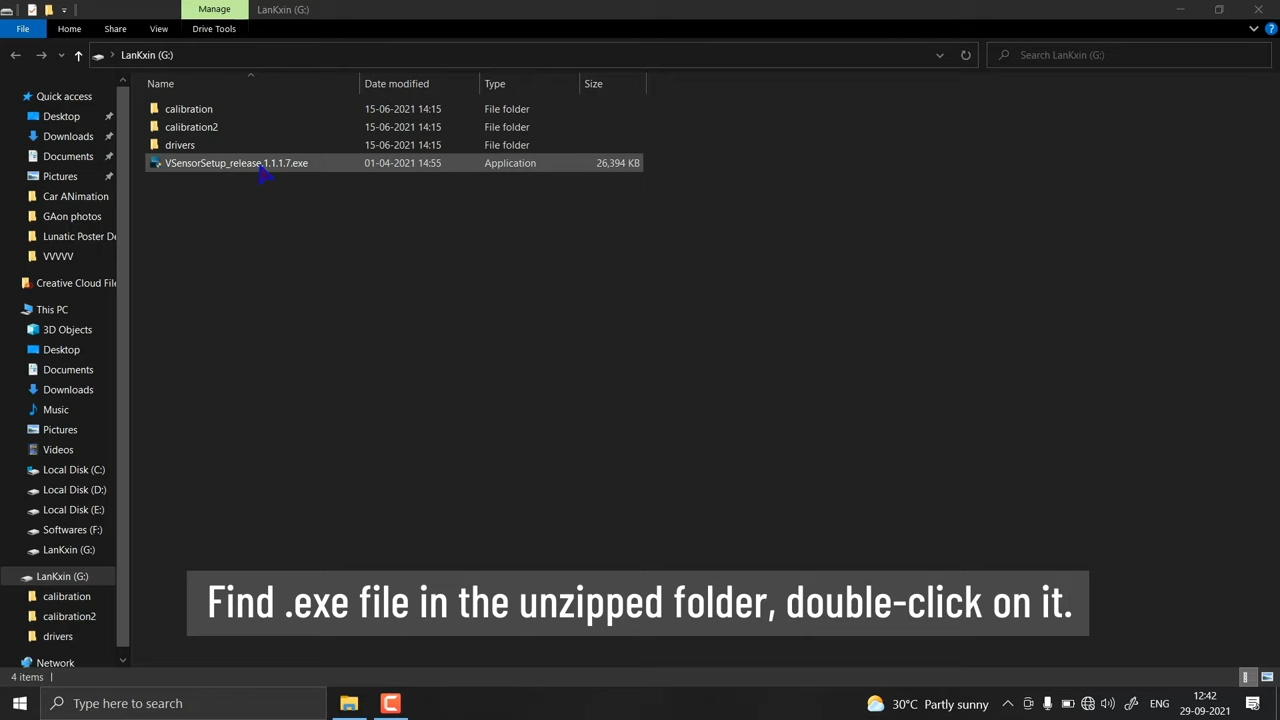 Manage
LanKxin (G:)
File
Home
Share
View
Drive Tools
LanKxin (G:)
Search LanKxin (G:)
Name
Date modified
Type
Size
calibration
15-06-2021 14:15
File folder
calibration2
15-06-2021 14:15
File folder
drivers
15-06-2021 14:15
File folder
VSensorSetup_release.1.1.1.7.exe
01-04-2021 14:55
Application
26,394 KB
Quick access
Desktop
Downloads
Documents
Pictures
Car ANimation
GAon photos
Lunatic Poster De
VVVVV
Creative Cloud File
This PC
3D Objects
Desktop
Documents
Downloads
Music
Pictures
Videos
Local Disk (C:)
Local Disk (D:)
Local Disk (E:)
Softwares (F:)
LanKxin (G:)
LanKxin (G:)
calibration
calibration2
drivers
Network
Find .exe file in the unzipped folder, double-click on it.
4 items
Type here to search
30°C Partly sunny
ENG
12:42
29-09-2021